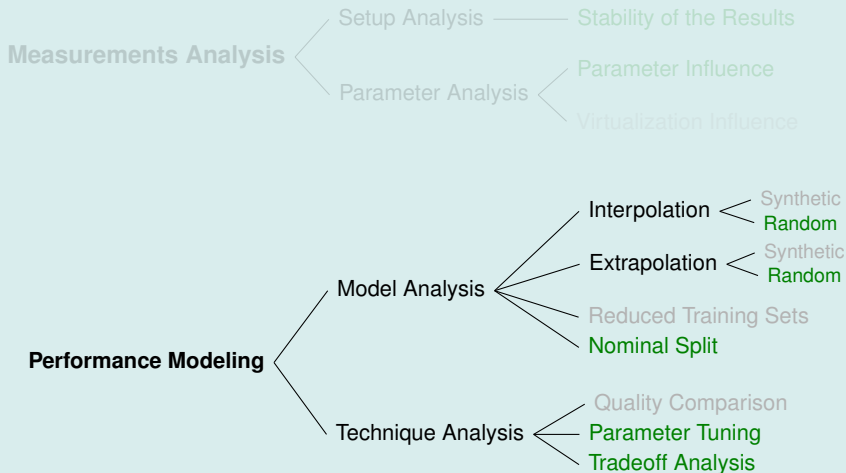 Measurements Analysis
Setup Analysis
Stability of the Results
Parameter Analysis
Parameter Influence
Virtualization Influence
Performance Modeling
Model Analysis
Interpolation
Synthetic
Random
Extrapolation
Synthetic
Random
Reduced Training Sets
Nominal Split
Technique Analysis
Quality Comparison
Parameter Tuning
Tradeoff Analysis